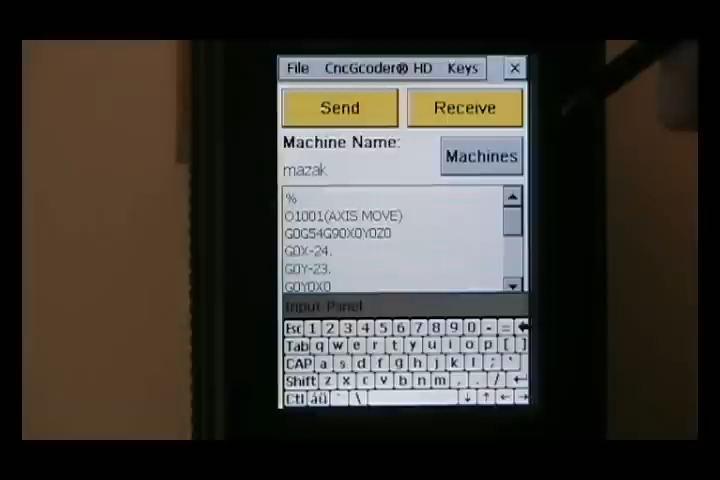 File CncGcoder® HD Keys ×
Send Receive
Machine Name:
mazak
Machines
%
O1001(AXIS MOVE)
G0G54G90X0Y0Z0
G0X-24.
G0Y-23.
G0Y0X0
Input Panel
Esc 1 2 3 4 5 6 7 8 9 0 - =
Tab q w e r t y u i o p [ ]
CAP a s d f g h j k l ; '
Shift z x c v b n m , . /
Ctl áü ` \